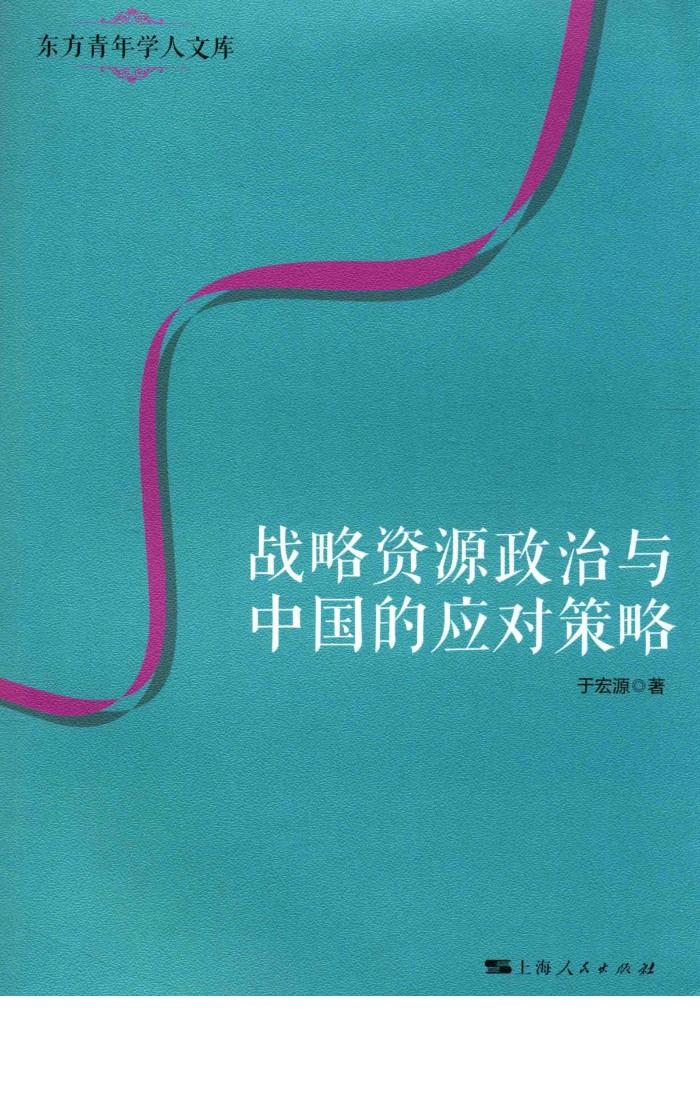 东方青年学人文库
战略资源政治与
中国的应对策略
于宏源◎著
上海人民出版社